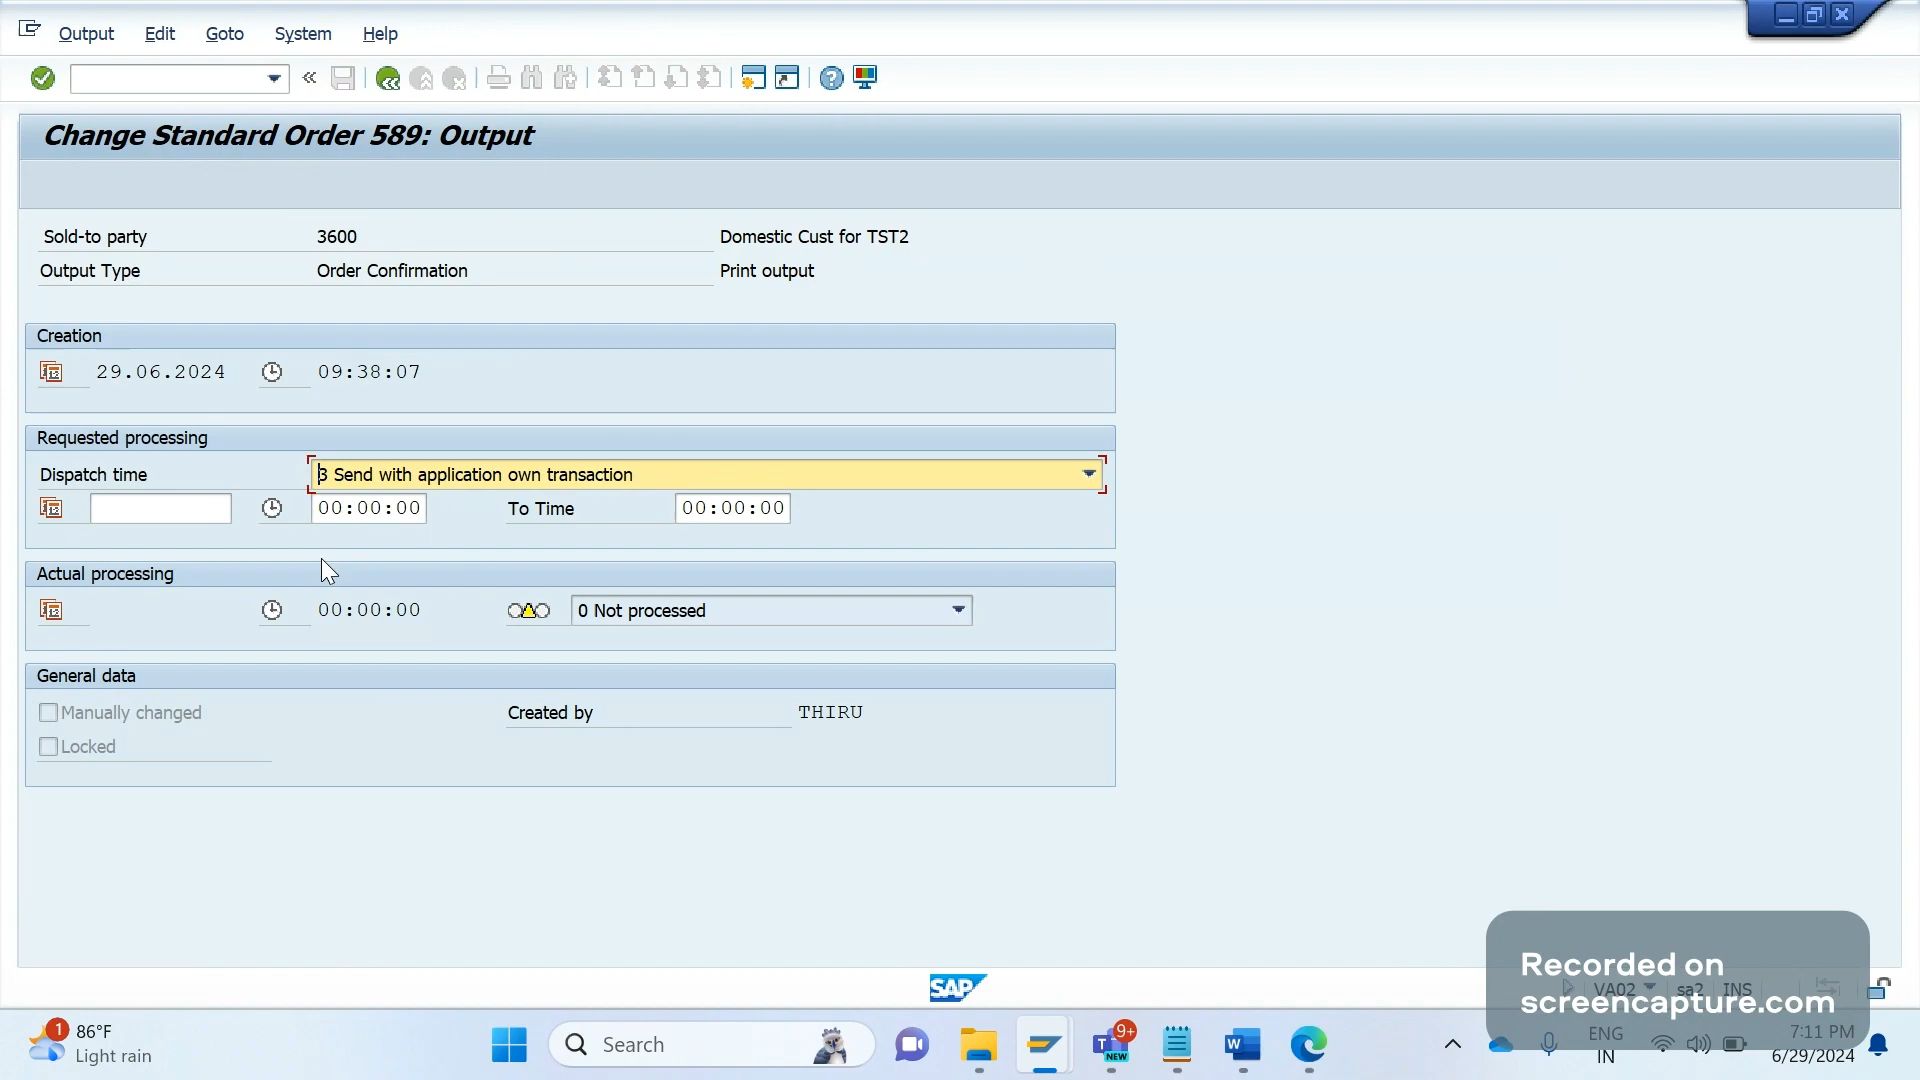 Output Edit Goto System Help
Change Standard Order 589: Output
Sold-to party 3600 Domestic Cust for TST2
Output Type Order Confirmation Print output
Creation
29.06.2024 09:38:07
Requested processing
Dispatch time 3 Send with application own transaction
00:00:00 To Time 00:00:00
Actual processing
00:00:00 0 Not processed
General data
Manually changed Created by THIRU
Locked
Recorded on
screencapture.com
SAP VA02 sa2 INS
1 86°F
Light rain
Search
9+
T NEW
W
ENG
IN
7:11 PM
6/29/2024